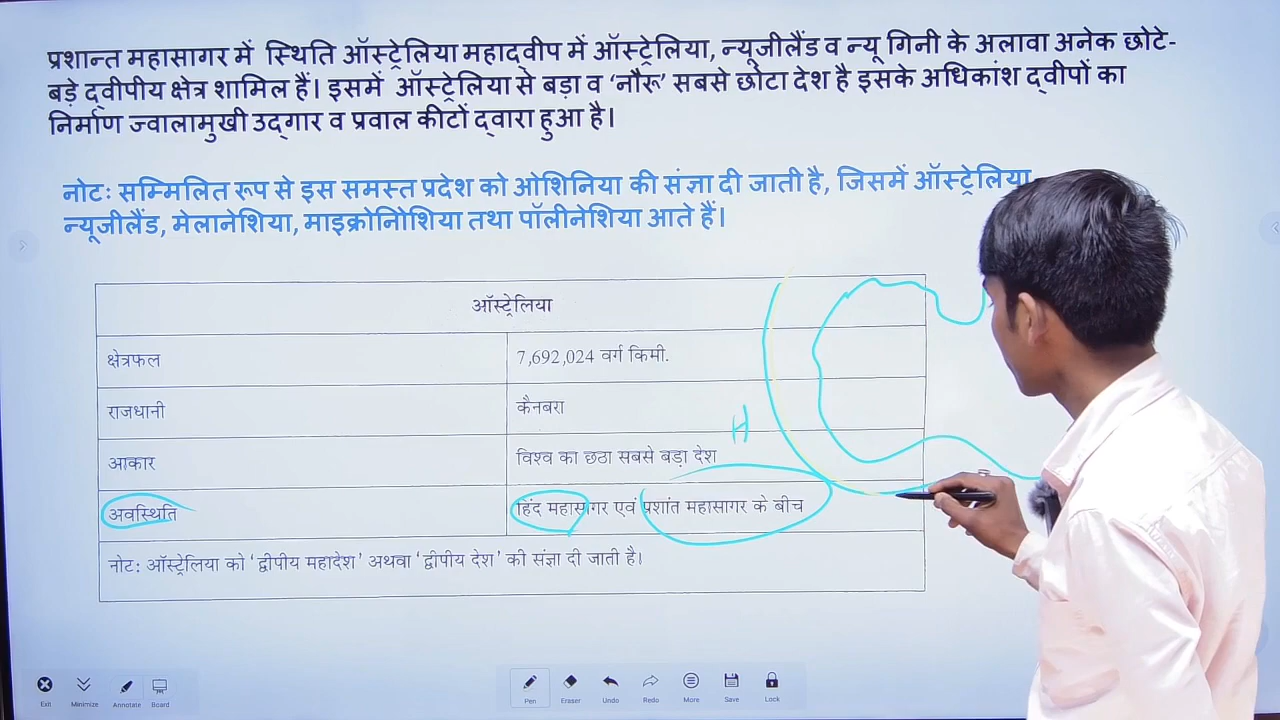 प्रशान्त महासागर में स्थिति ऑस्ट्रेलिया महाद्वीप में ऑस्ट्रेलिया, न्यूजीलैंड व न्यू गिनी के अलावा अनेक छोटे-
बड़े द्वीपीय क्षेत्र शामिल हैं। इसमें ऑस्ट्रेलिया से बड़ा व ‘नौरू’ सबसे छोटा देश है इसके अधिकांश द्वीपों का
निर्माण ज्वालामुखी उद्गार व प्रवाल कीटों द्वारा हुआ है।
नोटः सम्मिलित रूप से इस समस्त प्रदेश को ओशिनिया की संज्ञा दी जाती है, जिसमें ऑस्ट्रेलिया
न्यूजीलैंड, मेलानेशिया, माइक्रोनिोशिया तथा पॉलीनेशिया आते हैं।
ऑस्ट्रेलिया
क्षेत्रफल 7,692,024 वर्ग किमी.
राजधानी कैनबरा
H
आकार विश्व का छठा सबसे बड़ा देश
अवस्थिति हिंद महासागर एवं प्रशांत महासागर के बीच
नोट: ऑस्ट्रेलिया को ‘द्वीपीय महादेश’ अथवा ‘द्वीपीय देश’ की संज्ञा दी जाती है।
Exit Minimize Annotate Board Pen Eraser Undo Redo More Save Lock